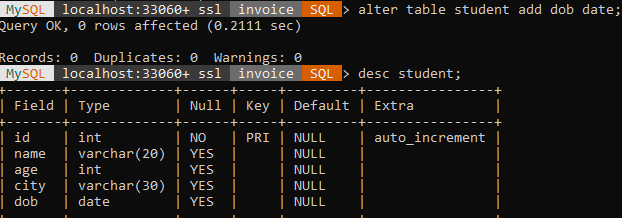 MySQL localhost:33060+ ssl invoice SQL > alter table student add dob date;
Query OK, 0 rows affected (0.2111 sec)
Records: 0  Duplicates: 0  Warnings: 0
MySQL localhost:33060+ ssl invoice SQL > desc student;
+-------+-------------+------+-----+---------+----------------+
| Field | Type        | Null | Key | Default | Extra          |
+-------+-------------+------+-----+---------+----------------+
| id    | int         | NO   | PRI | NULL    | auto_increment |
| name  | varchar(20) | YES  |     | NULL    |                |
| age   | int         | YES  |     | NULL    |                |
| city  | varchar(30) | YES  |     | NULL    |                |
| dob   | date        | YES  |     | NULL    |                |
+-------+-------------+------+-----+---------+----------------+